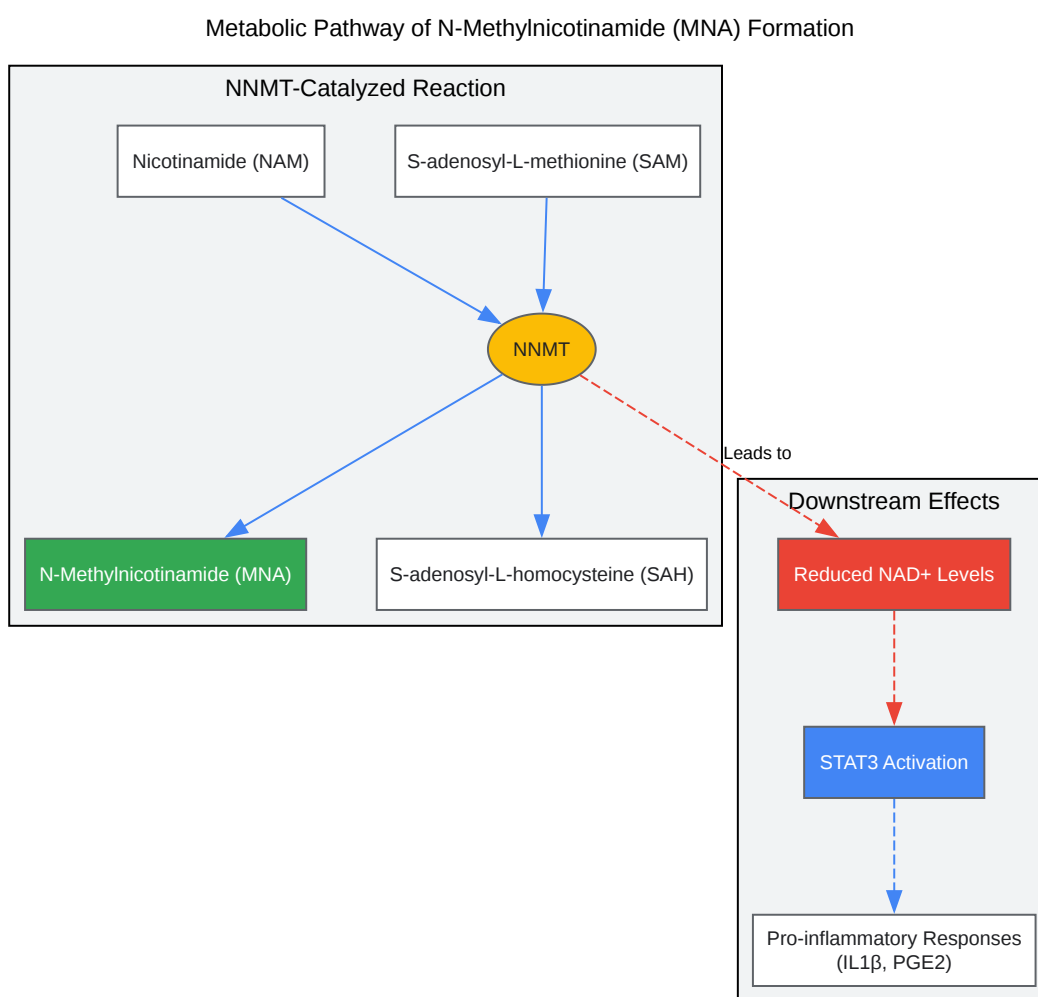 Metabolic Pathway of N-Methylnicotinamide (MNA) Formation
NNMT-Catalyzed Reaction
Nicotinamide (NAM)
S-adenosyl-L-methionine (SAM)
NNMT
Leads to
Downstream Effects
N-Methylnicotinamide (MNA)
S-adenosyl-L-homocysteine (SAH)
Reduced NAD+ Levels
STAT3 Activation
Pro-inflammatory Responses
(IL1β, PGE2)